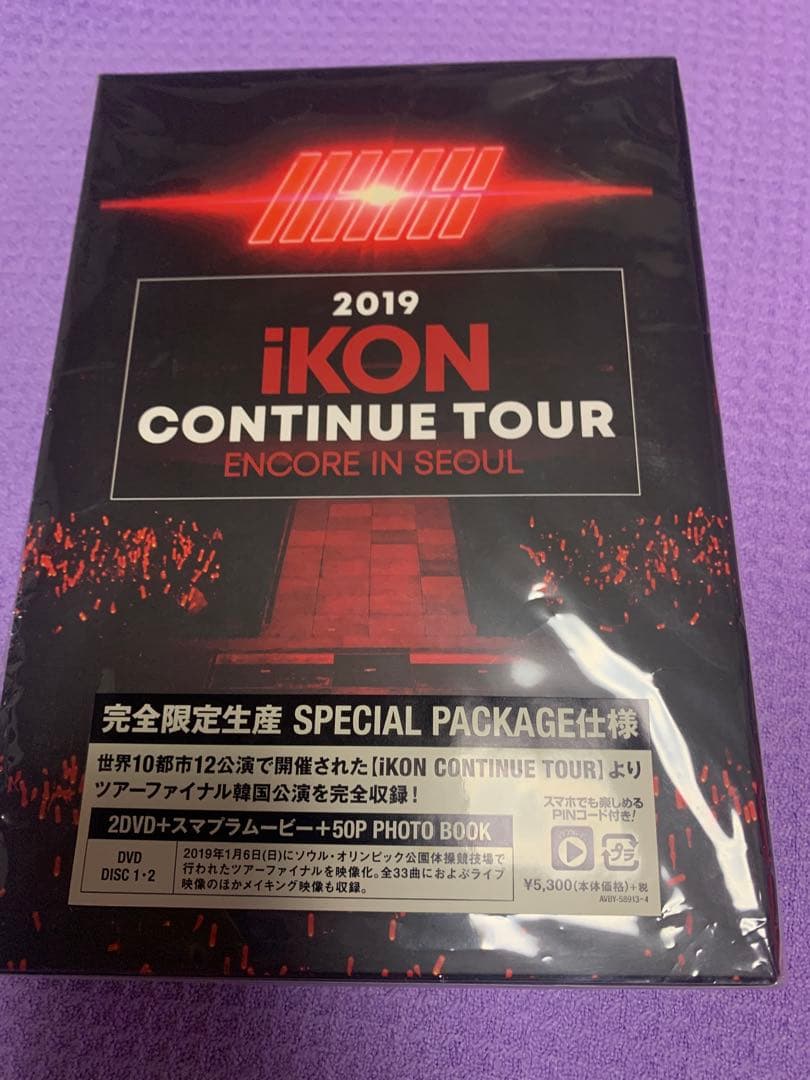 2019
iKON
CONTINUE TOUR
ENCORE IN SEOUL
完全限定生産 SPECIAL PACKAGE仕様
世界10都市12公演で開催された【iKON CONTINUE TOUR】より
ツアーファイナル韓国公演を完全収録!
2DVD+スマプラムービー+50P PHOTO BOOK
DVD
DISC 1・2
2019年1月6日(日)にソウル・オリンピック公園体操競技場で
行われたツアーファイナルを映像化。全33曲におよぶライブ
映像のほかメイキング映像も収録。
スマホでも楽しめる
PINコード付き!
プラ
¥5,300(本体価格)+税
AVBY-58913~4